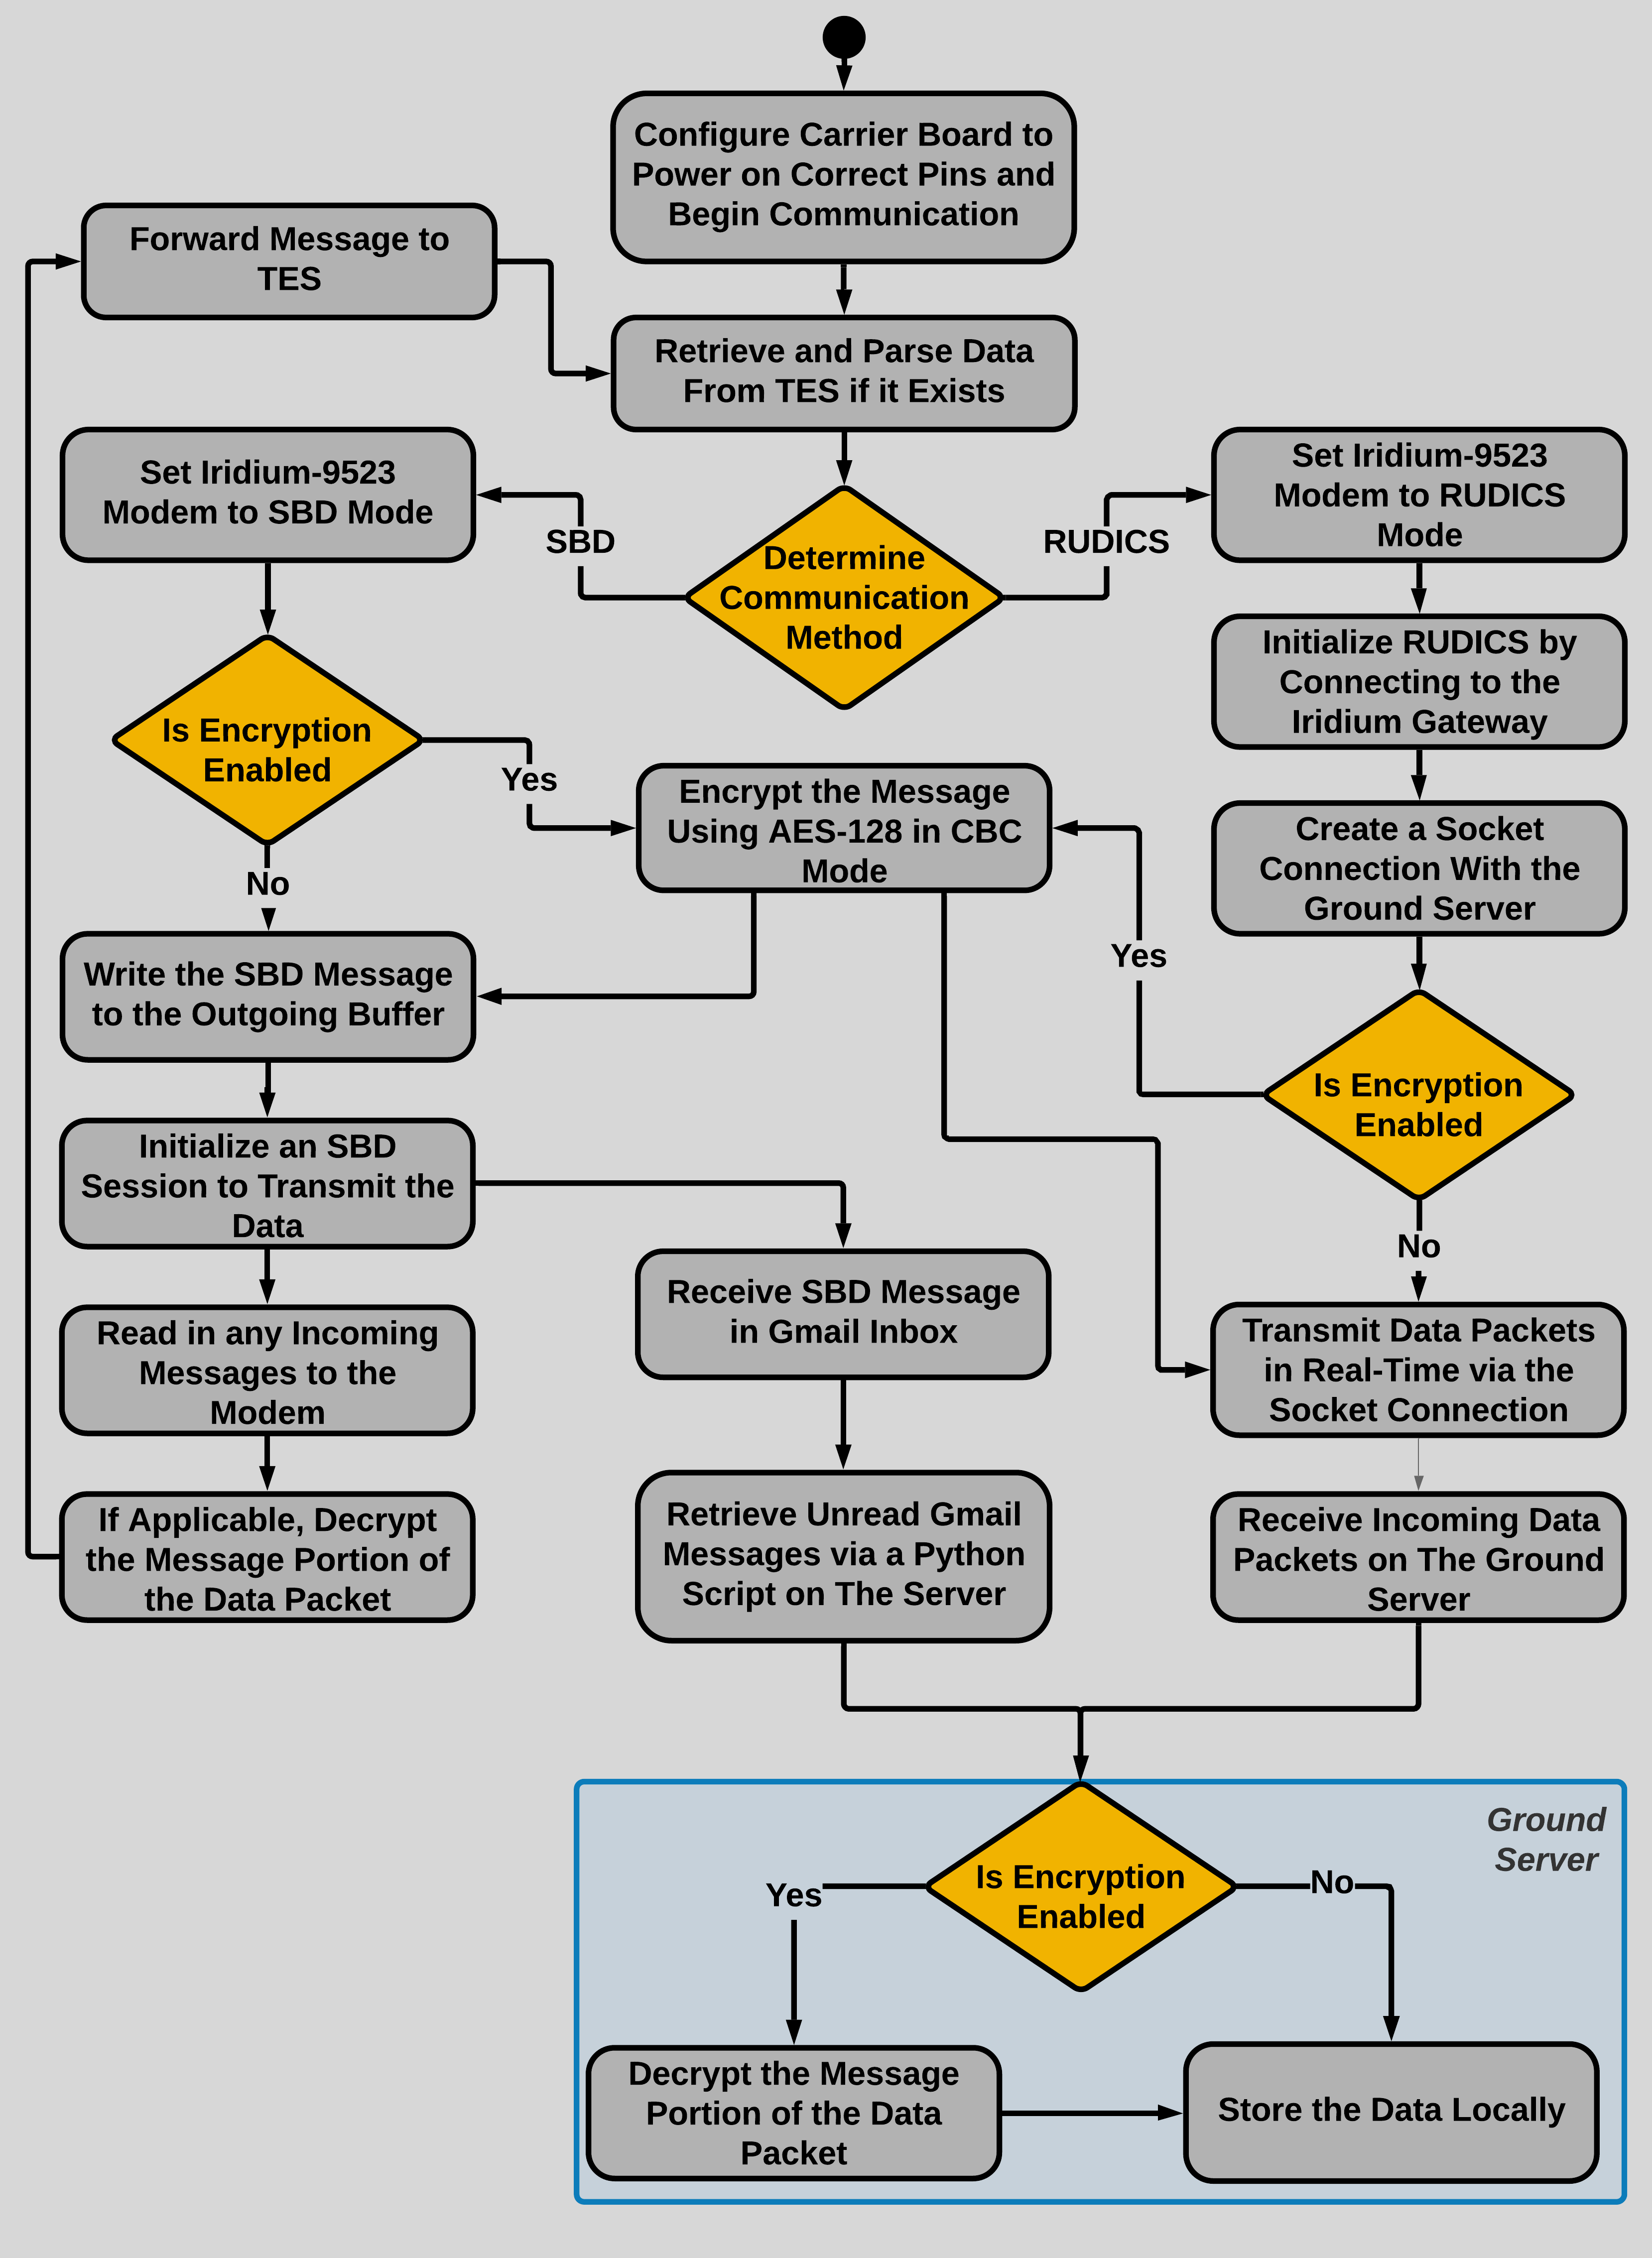 Configure Carrier Board to
Power on Correct Pins and
Begin Communication
Forward Message to
TES
Retrieve and Parse Data
From TES if it Exists
Set Iridium-9523
Modem to SBD Mode
SBD
Determine
Communication
Method
RUDICS
Set Iridium-9523
Modem to RUDICS
Mode
Initialize RUDICS by
Connecting to the
Iridium Gateway
Is Encryption
Enabled
Yes
Encrypt the Message
Using AES-128 in CBC
Mode
Create a Socket
Connection With the
Ground Server
No
Yes
Write the SBD Message
to the Outgoing Buffer
Is Encryption
Enabled
Initialize an SBD
Session to Transmit the
Data
No
Receive SBD Message
in Gmail Inbox
Read in any Incoming
Messages to the
Modem
Transmit Data Packets
in Real-Time via the
Socket Connection
If Applicable, Decrypt
the Message Portion of
the Data Packet
Retrieve Unread Gmail
Messages via a Python
Script on The Server
Receive Incoming Data
Packets on The Ground
Server
Ground
Server
Is Encryption
Enabled
Yes
No
Decrypt the Message
Portion of the Data
Packet
Store the Data Locally